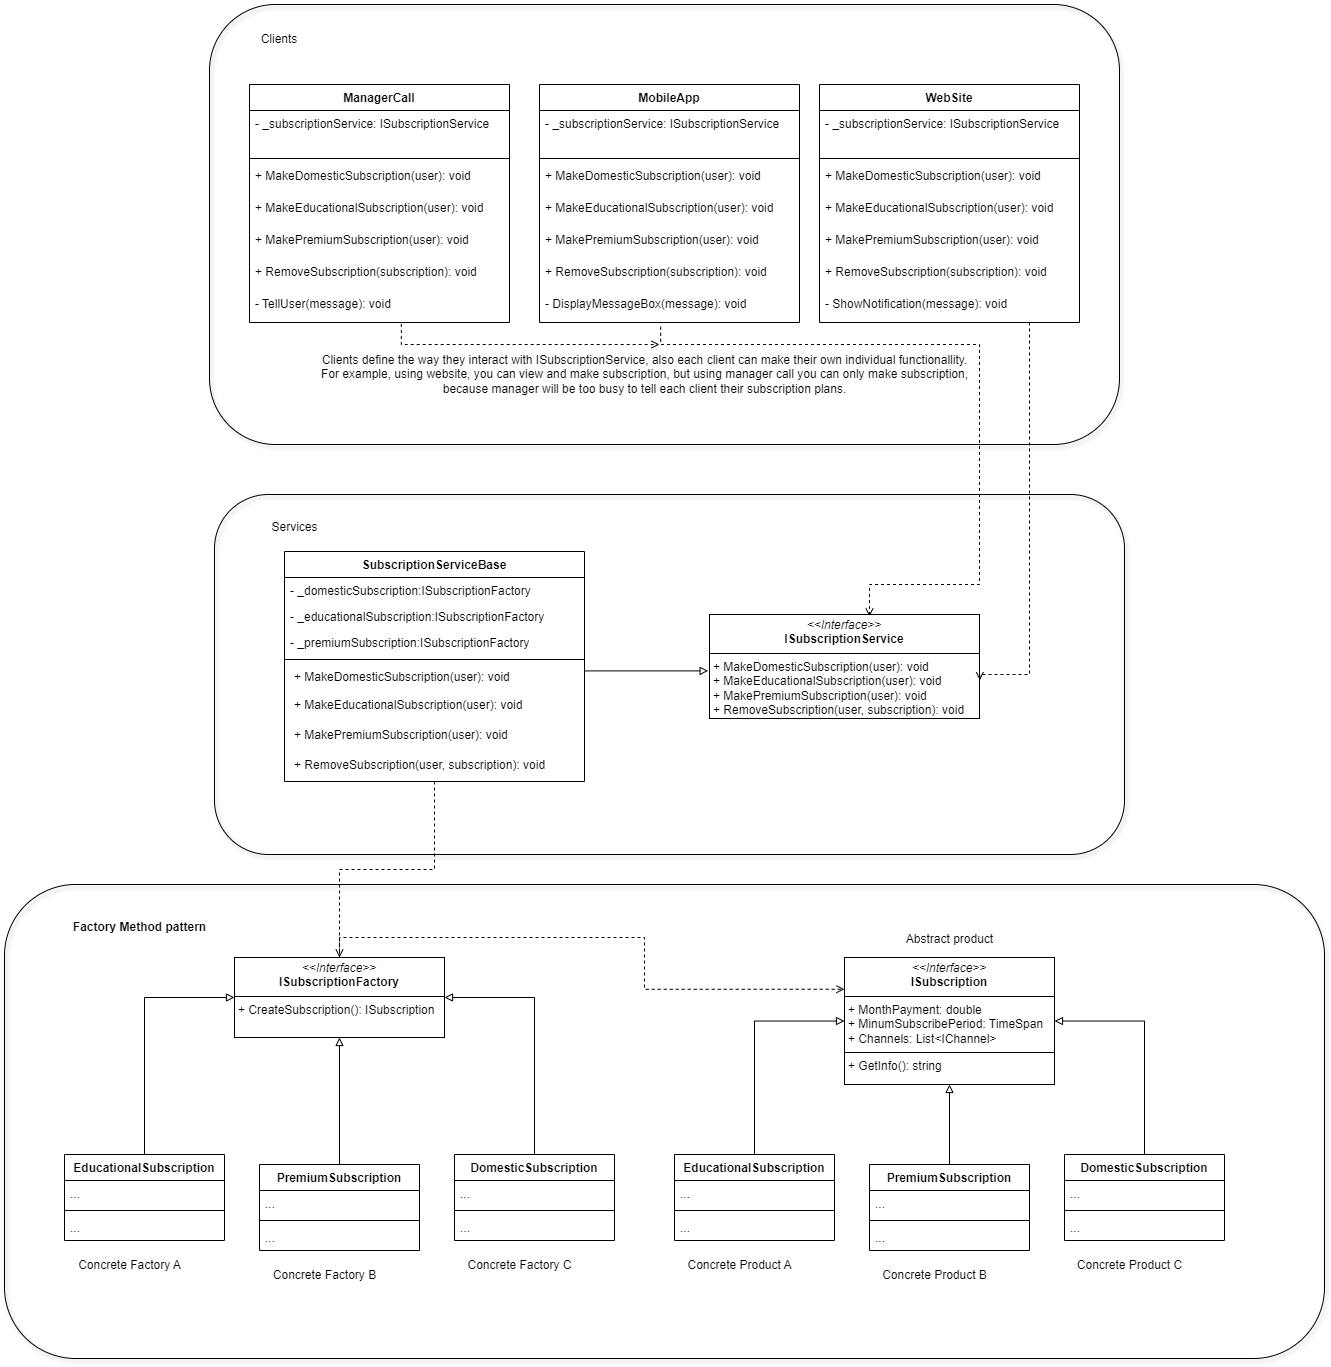 Clients
ManagerCall
- _subscriptionService: ISubscriptionService
+ MakeDomesticSubscription(user): void
+ MakeEducationalSubscription(user): void
+ MakePremiumSubscription(user): void
+ RemoveSubscription(subscription): void
- TellUser(message): void
MobileApp
- _subscriptionService: ISubscriptionService
+ MakeDomesticSubscription(user): void
+ MakeEducationalSubscription(user): void
+ MakePremiumSubscription(user): void
+ RemoveSubscription(subscription): void
- DisplayMessageBox(message): void
WebSite
- _subscriptionService: ISubscriptionService
+ MakeDomesticSubscription(user): void
+ MakeEducationalSubscription(user): void
+ MakePremiumSubscription(user): void
+ RemoveSubscription(subscription): void
- ShowNotification(message): void
Clients define the way they interact with ISubscriptionService, also each client can make their own individual functionallity.
For example, using website, you can view and make subscription, but using manager call you can only make subscription,
because manager will be too busy to tell each client their subscription plans.
Services
SubscriptionServiceBase
- _domesticSubscription:ISubscriptionFactory
- _educationalSubscription:ISubscriptionFactory
- _premiumSubscription:ISubscriptionFactory
+ MakeDomesticSubscription(user): void
+ MakeEducationalSubscription(user): void
+ MakePremiumSubscription(user): void
+ RemoveSubscription(user, subscription): void
<<Interface>>
ISubscriptionService
+ MakeDomesticSubscription(user): void
+ MakeEducationalSubscription(user): void
+ MakePremiumSubscription(user): void
+ RemoveSubscription(user, subscription): void
Factory Method pattern
<<Interface>>
ISubscriptionFactory
+ CreateSubscription(): ISubscription
Abstract product
<<Interface>>
ISubscription
+ MonthPayment: double
+ MinumSubscribePeriod: TimeSpan
+ Channels: List<IChannel>
+ GetInfo(): string
EducationalSubscription
...
...
Concrete Factory A
PremiumSubscription
...
...
Concrete Factory B
DomesticSubscription
...
...
Concrete Factory C
EducationalSubscription
...
...
Concrete Product A
PremiumSubscription
...
...
Concrete Product B
DomesticSubscription
...
...
Concrete Product C